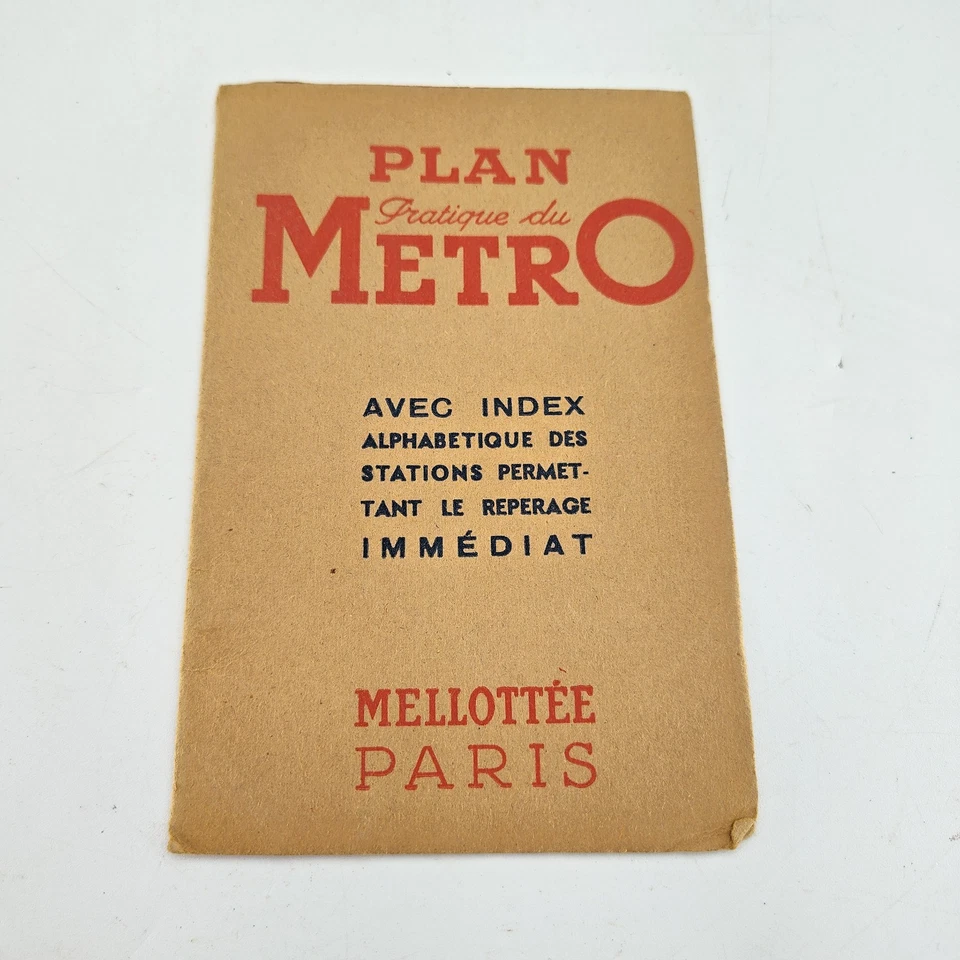 PLAN
Pratique du
METRO
AVEC INDEX
ALPHABETIQUE DES
STATIONS PERMET-
TANT LE REPERAGE
IMMÉDIAT
MELLOTTÉE
PARIS